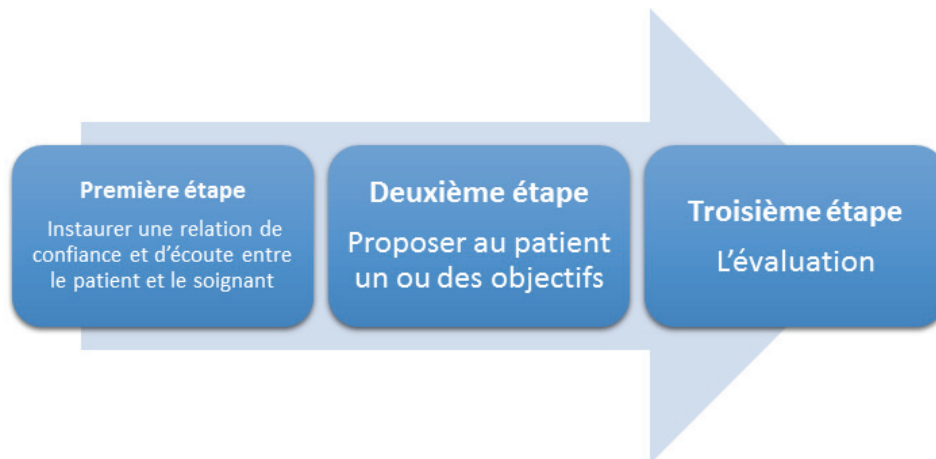 Première étape
Instaurer une relation de
confiance et d'écoute entre
le patient et le soignant
Deuxième étape
Proposer au patient
un ou des objectifs
Troisième étape
L'évaluation